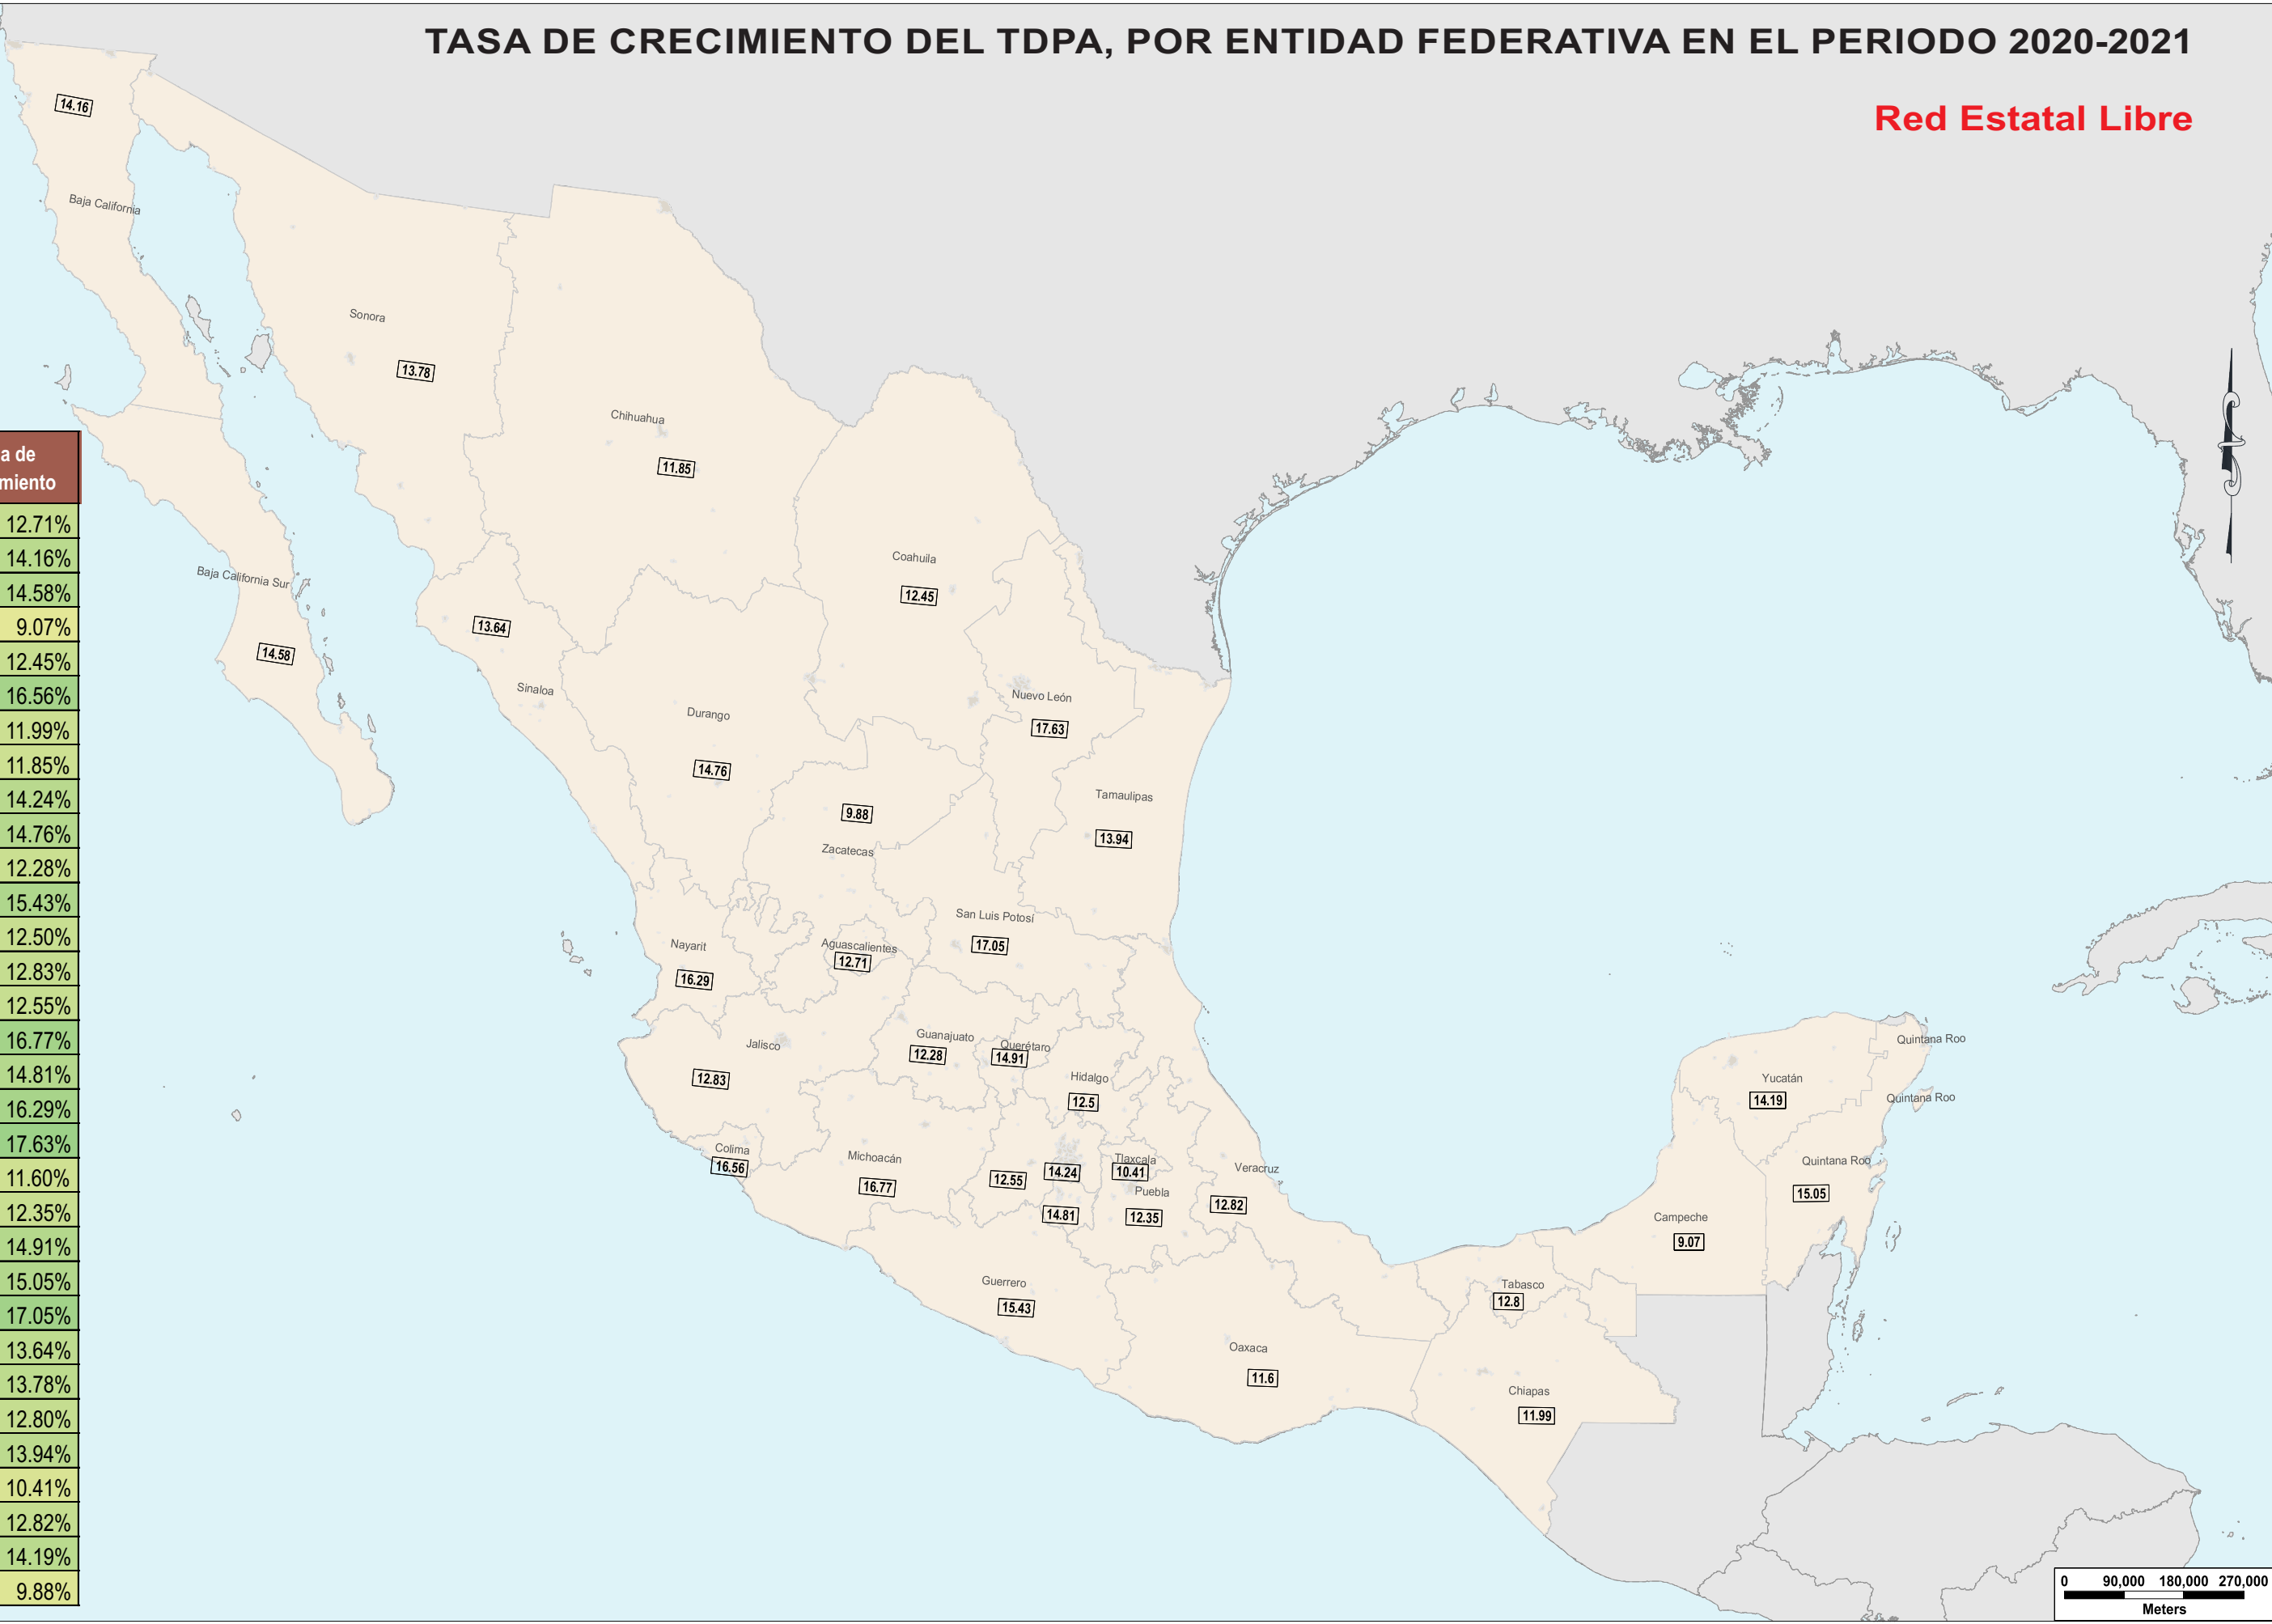 TASA DE CRECIMIENTO DEL TDPA, POR ENTIDAD FEDERATIVA EN EL PERIODO 2020-2021
Red Estatal Libre
14.16
Baja California
Sonora
13.78
Chihuahua
11.85
Coahuila
12.45
Baja California Sur
14.58
13.64
Sinaloa
Durango
14.76
Nuevo León
17.63
Tamaulipas
13.94
9.88
Zacatecas
San Luis Potosí
17.05
Nayarit
16.29
Aguascalientes
12.71
Jalisco
12.83
Guanajuato
12.28
Querétaro
14.91
Hidalgo
12.5
Colima
16.56
Michoacán
16.77
12.55
14.24
14.81
Tlaxcala
10.41
Puebla
12.35
Veracruz
12.82
Guerrero
15.43
Oaxaca
11.6
Tabasco
12.8
Chiapas
11.99
Campeche
9.07
Yucatán
14.19
Quintana Roo
Quintana Roo
Quintana Roo
15.05
a de
miento
12.71%
14.16%
14.58%
9.07%
12.45%
16.56%
11.99%
11.85%
14.24%
14.76%
12.28%
15.43%
12.50%
12.83%
12.55%
16.77%
14.81%
16.29%
17.63%
11.60%
12.35%
14.91%
15.05%
17.05%
13.64%
13.78%
12.80%
13.94%
10.41%
12.82%
14.19%
9.88%
0 90,000 180,000 270,000
Meters